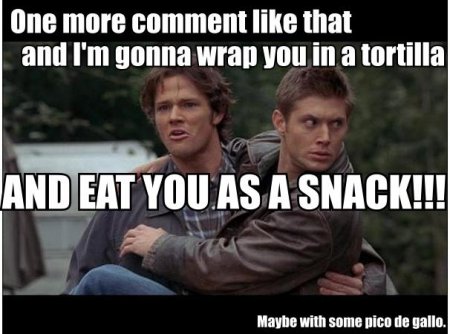 One more comment like that
and I'm gonna wrap you in a tortilla
AND EAT YOU AS A SNACK!!!
Maybe with some pico de gallo.